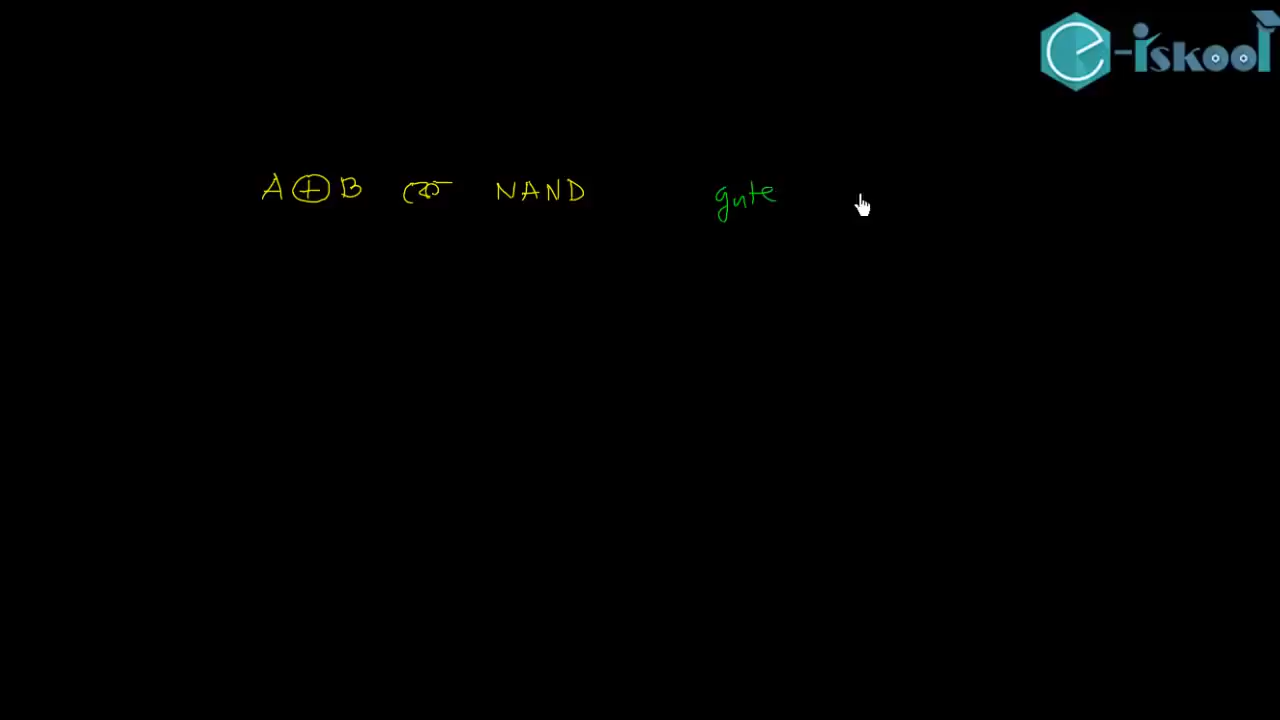 e-iskool
A ⊕ B কে NAND gate